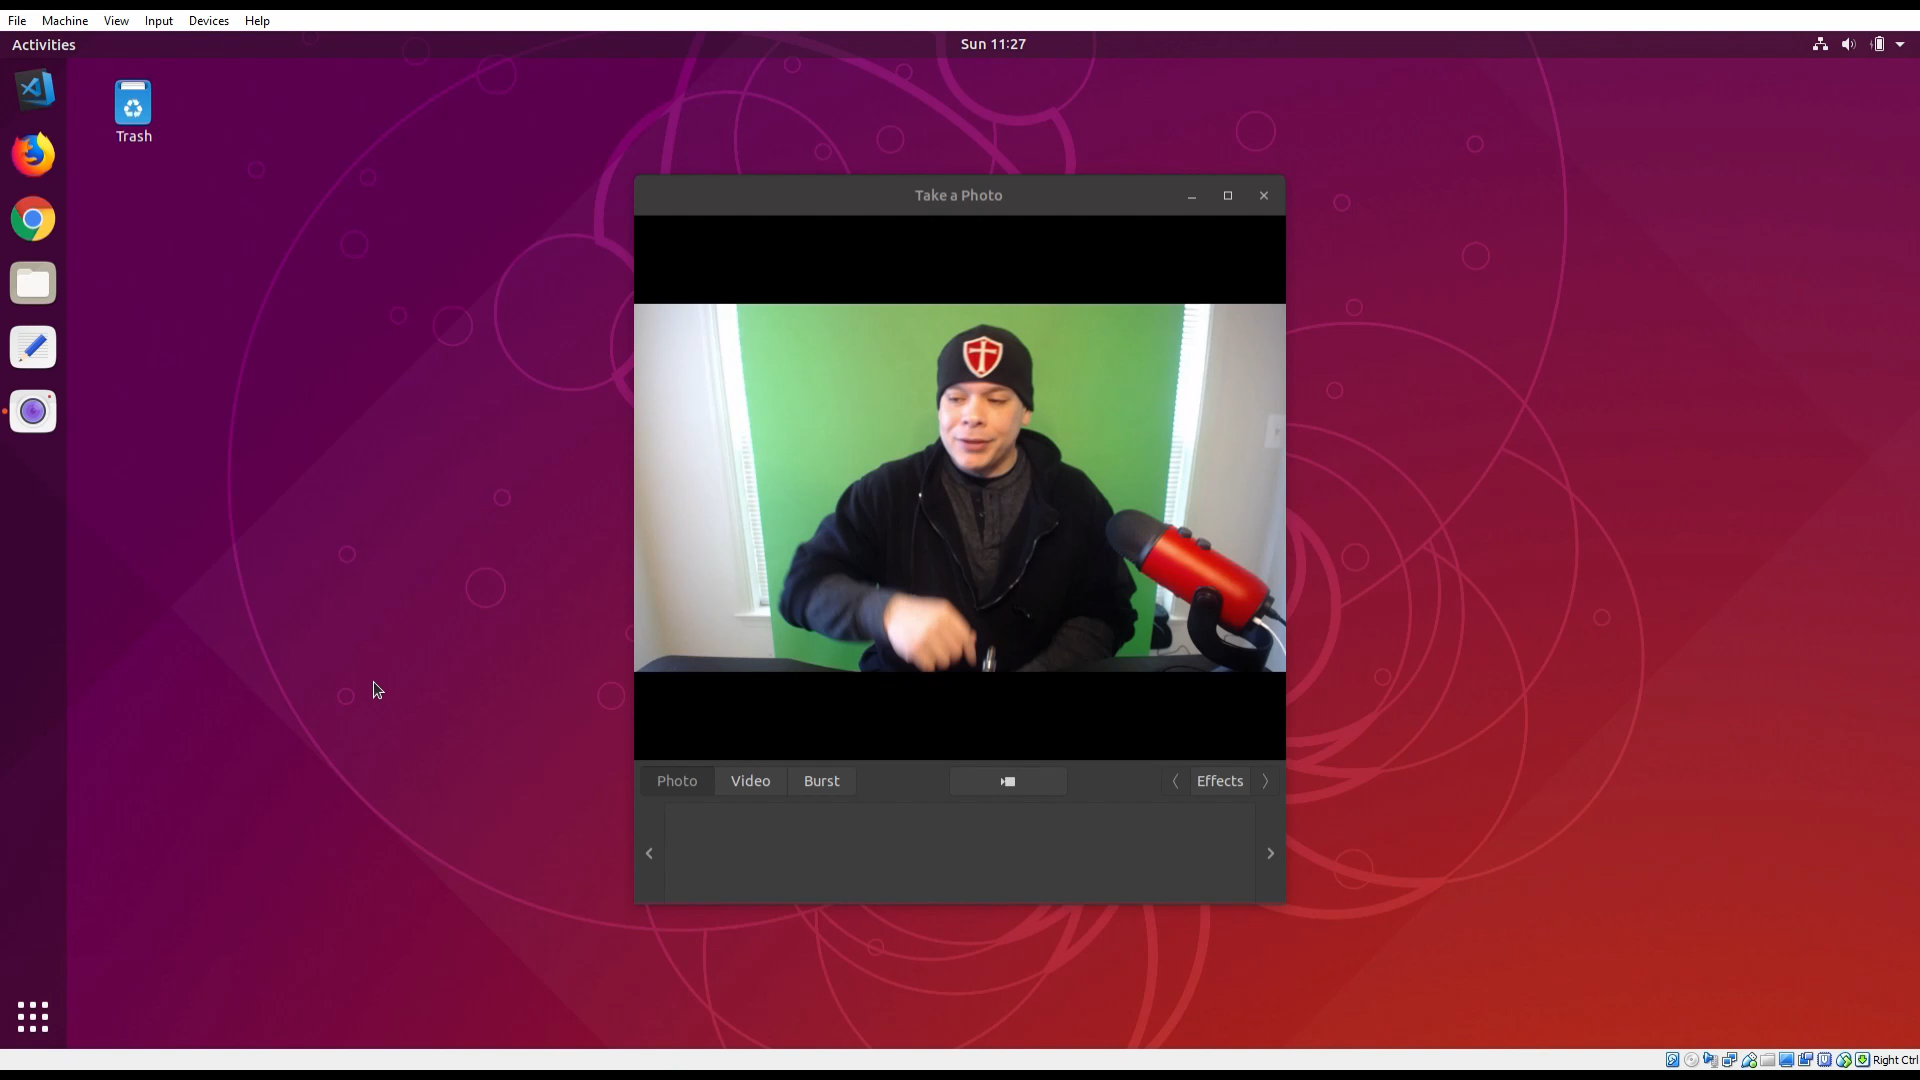 File Machine View Input Devices Help
Activities Sun 11:27
Trash
Take a Photo
Photo Video Burst Effects
Right Ctrl